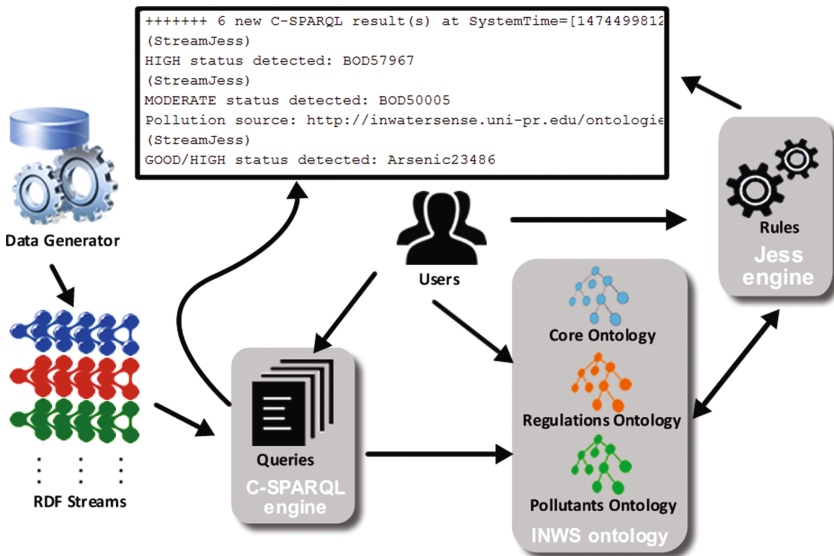 +++++++ 6 new C-SPARQL result(s) at SystemTime=[1474499812
(StreamJess)
HIGH status detected: BOD57967
(StreamJess)
MODERATE status detected: BOD50005
Pollution source: http://inwatersense.uni-pr.edu/ontologie
(StreamJess)
GOOD/HIGH status detected: Arsenic23486
Data Generator
Users
Rules
Jess
engine
Core Ontology
Regulations Ontology
Pollutants Ontology
INWS ontology
Queries
C-SPARQL
engine
RDF Streams